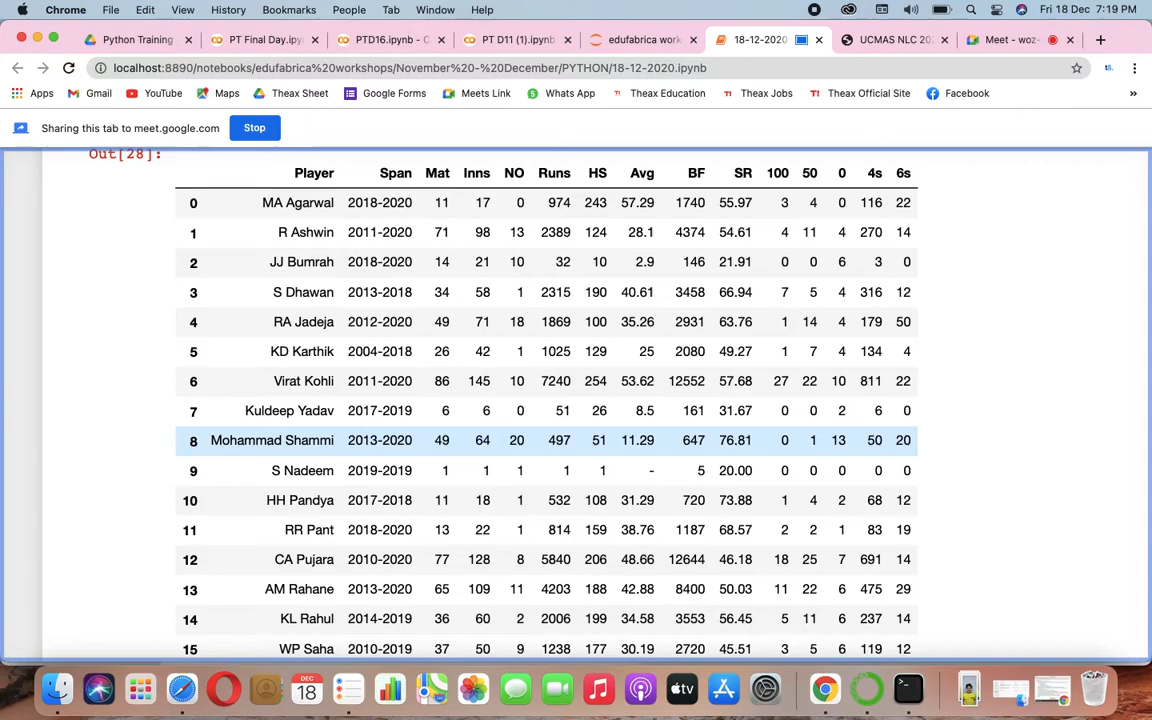 Chrome File Edit View History Bookmarks People Tab Window Help Fri 18 Dec 7:19 PM
Python Training - PT Final Day.ipy PTD16.ipynb - C PT D11 (1).ipynb edufabrica work 18-12-2020 UCMAS NLC 20 Meet - woz-
localhost:8890/notebooks/edufabrica%20workshops/November%20-%20December/PYTHON/18-12-2020.ipynb
Apps Gmail YouTube Maps Theax Sheet Google Forms Meets Link Whats App Theax Education Theax Jobs Theax Official Site Facebook »
Sharing this tab to meet.google.com Stop
Out[28]:
Player Span Mat Inns NO Runs HS Avg BF SR 100 50 0 4s 6s
0 MA Agarwal 2018-2020 11 17 0 974 243 57.29 1740 55.97 3 4 0 116 22
1 R Ashwin 2011-2020 71 98 13 2389 124 28.1 4374 54.61 4 11 4 270 14
2 JJ Bumrah 2018-2020 14 21 10 32 10 2.9 146 21.91 0 0 6 3 0
3 S Dhawan 2013-2018 34 58 1 2315 190 40.61 3458 66.94 7 5 4 316 12
4 RA Jadeja 2012-2020 49 71 18 1869 100 35.26 2931 63.76 1 14 4 179 50
5 KD Karthik 2004-2018 26 42 1 1025 129 25 2080 49.27 1 7 4 134 4
6 Virat Kohli 2011-2020 86 145 10 7240 254 53.62 12552 57.68 27 22 10 811 22
7 Kuldeep Yadav 2017-2019 6 6 0 51 26 8.5 161 31.67 0 0 2 6 0
8 Mohammad Shammi 2013-2020 49 64 20 497 51 11.29 647 76.81 0 1 13 50 20
9 S Nadeem 2019-2019 1 1 1 1 1 - 5 20.00 0 0 0 0 0
10 HH Pandya 2017-2018 11 18 1 532 108 31.29 720 73.88 1 4 2 68 12
11 RR Pant 2018-2020 13 22 1 814 159 38.76 1187 68.57 2 2 1 83 19
12 CA Pujara 2010-2020 77 128 8 5840 206 48.66 12644 46.18 18 25 7 691 14
13 AM Rahane 2013-2020 65 109 11 4203 188 42.88 8400 50.03 11 22 6 475 29
14 KL Rahul 2014-2019 36 60 2 2006 199 34.58 3553 56.45 5 11 6 237 14
15 WP Saha 2010-2019 37 50 9 1238 177 30.19 2720 45.51 3 5 6 119 12
DEC
18
tv